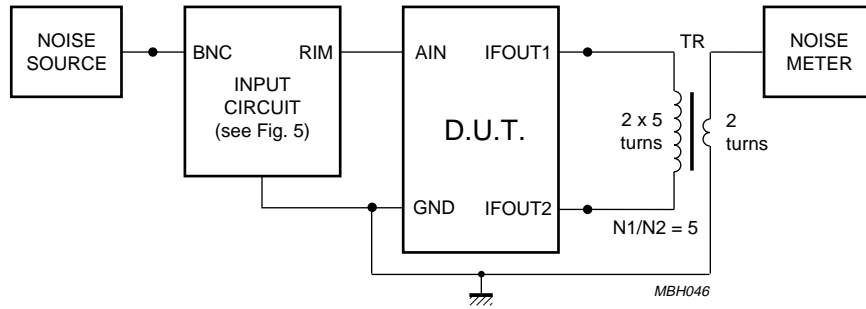 NOISE
SOURCE
BNC
RIM
INPUT
CIRCUIT
(see Fig. 5)
AIN
IFOUT1
D.U.T.
GND
IFOUT2
TR
2 x 5
turns
2
turns
N1/N2 = 5
NOISE
METER
MBH046